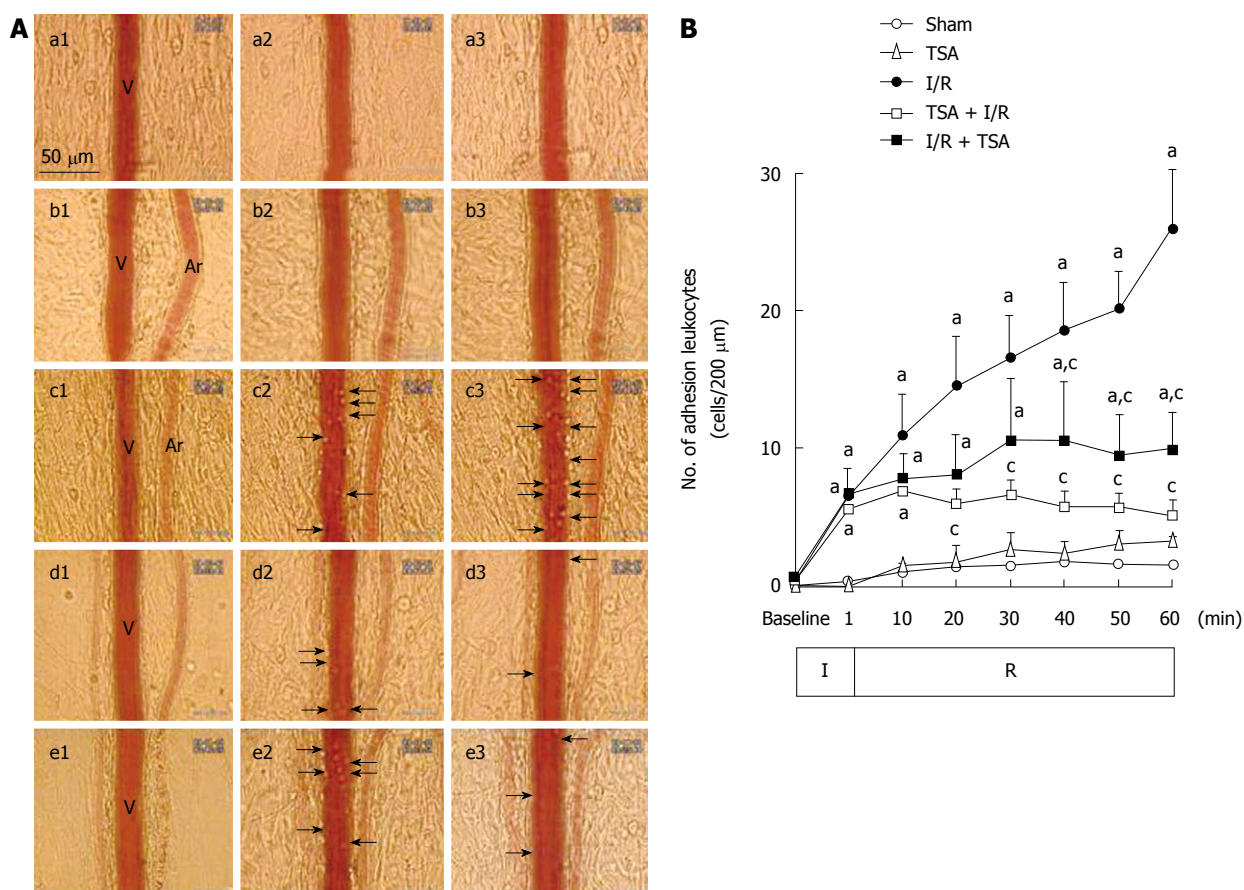 A
a1
a2
a3
V
50 μm
b1
b2
b3
V
Ar
c1
c2
c3
V
Ar
d1
d2
d3
V
e1
e2
e3
V
B
Sham
TSA
I/R
TSA + I/R
I/R + TSA
No. of adhesion leukocytes
(cells/200 μm)
30
20
10
0
a
a
a
a
a
a
a
a,c
a,c
a,c
a
a
a
c
c
c
c
a
a
c
Baseline 1 10 20 30 40 50 60 (min)
I R